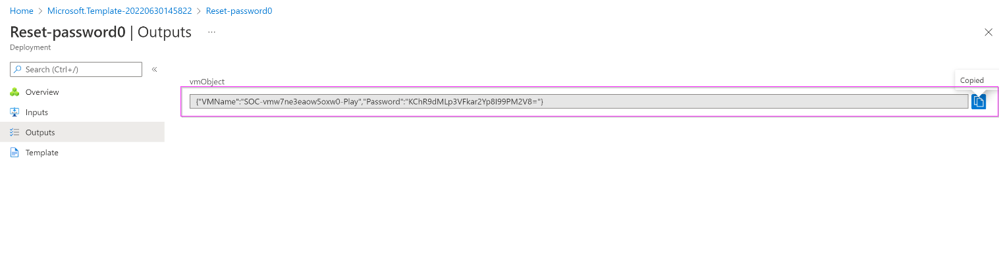 Home > Microsoft.Template-20220630145822 > Reset-password0
Reset-password0 | Outputs ...
Deployment
Search (Ctrl+/) «
Overview
Inputs
Outputs
Template
vmObject
Copied
{"VMName":"SOC-vmw7ne3eaow5oxw0-Play","Password":"KChR9dMLp3VFkar2Yp8I99PM2V8="}